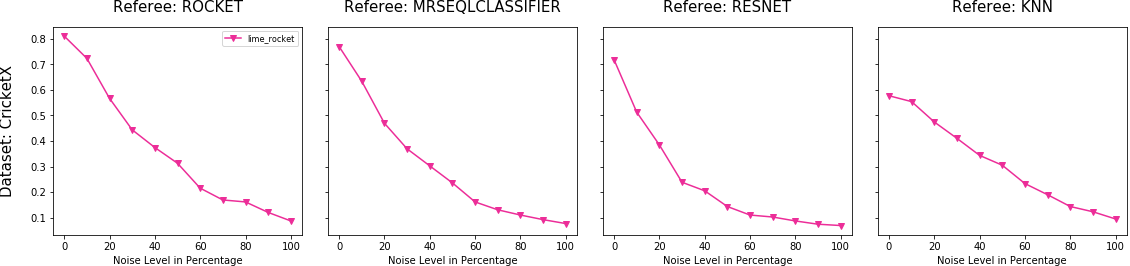 Referee: ROCKET
Referee: MRSEQLCLASSIFIER
Referee: RESNET
Referee: KNN
Dataset: CricketX
0.8
0.7
0.6
0.5
0.4
0.3
0.2
0.1
lime_rocket
0 20 40 60 80 100
0 20 40 60 80 100
0 20 40 60 80 100
0 20 40 60 80 100
Noise Level in Percentage
Noise Level in Percentage
Noise Level in Percentage
Noise Level in Percentage